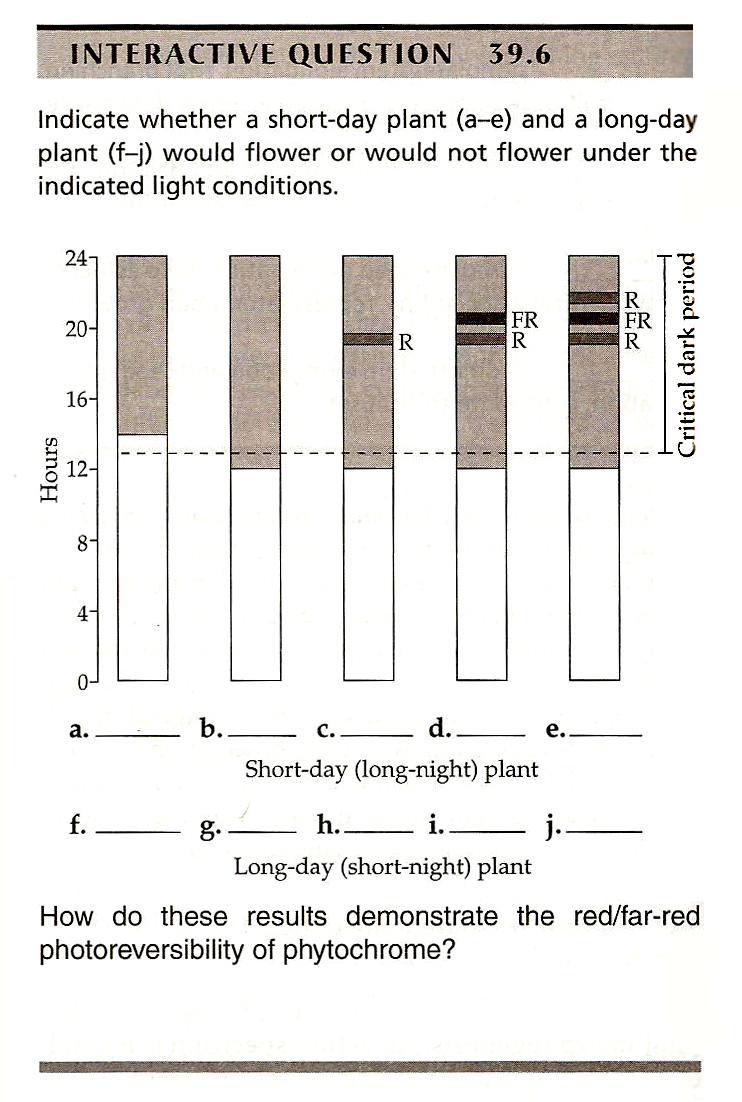 INTERACTIVE QUESTION 39.6
Indicate whether a short-day plant (a–e) and a long-day
plant (f–j) would flower or would not flower under the
indicated light conditions.
24
20
16
12
8
4
0
Hours
R
FR
R
R
FR
R
Critical dark period
a. b. c. d. e.
Short-day (long-night) plant
f. g. h. i. j.
Long-day (short-night) plant
How do these results demonstrate the red/far-red
photoreversibility of phytochrome?